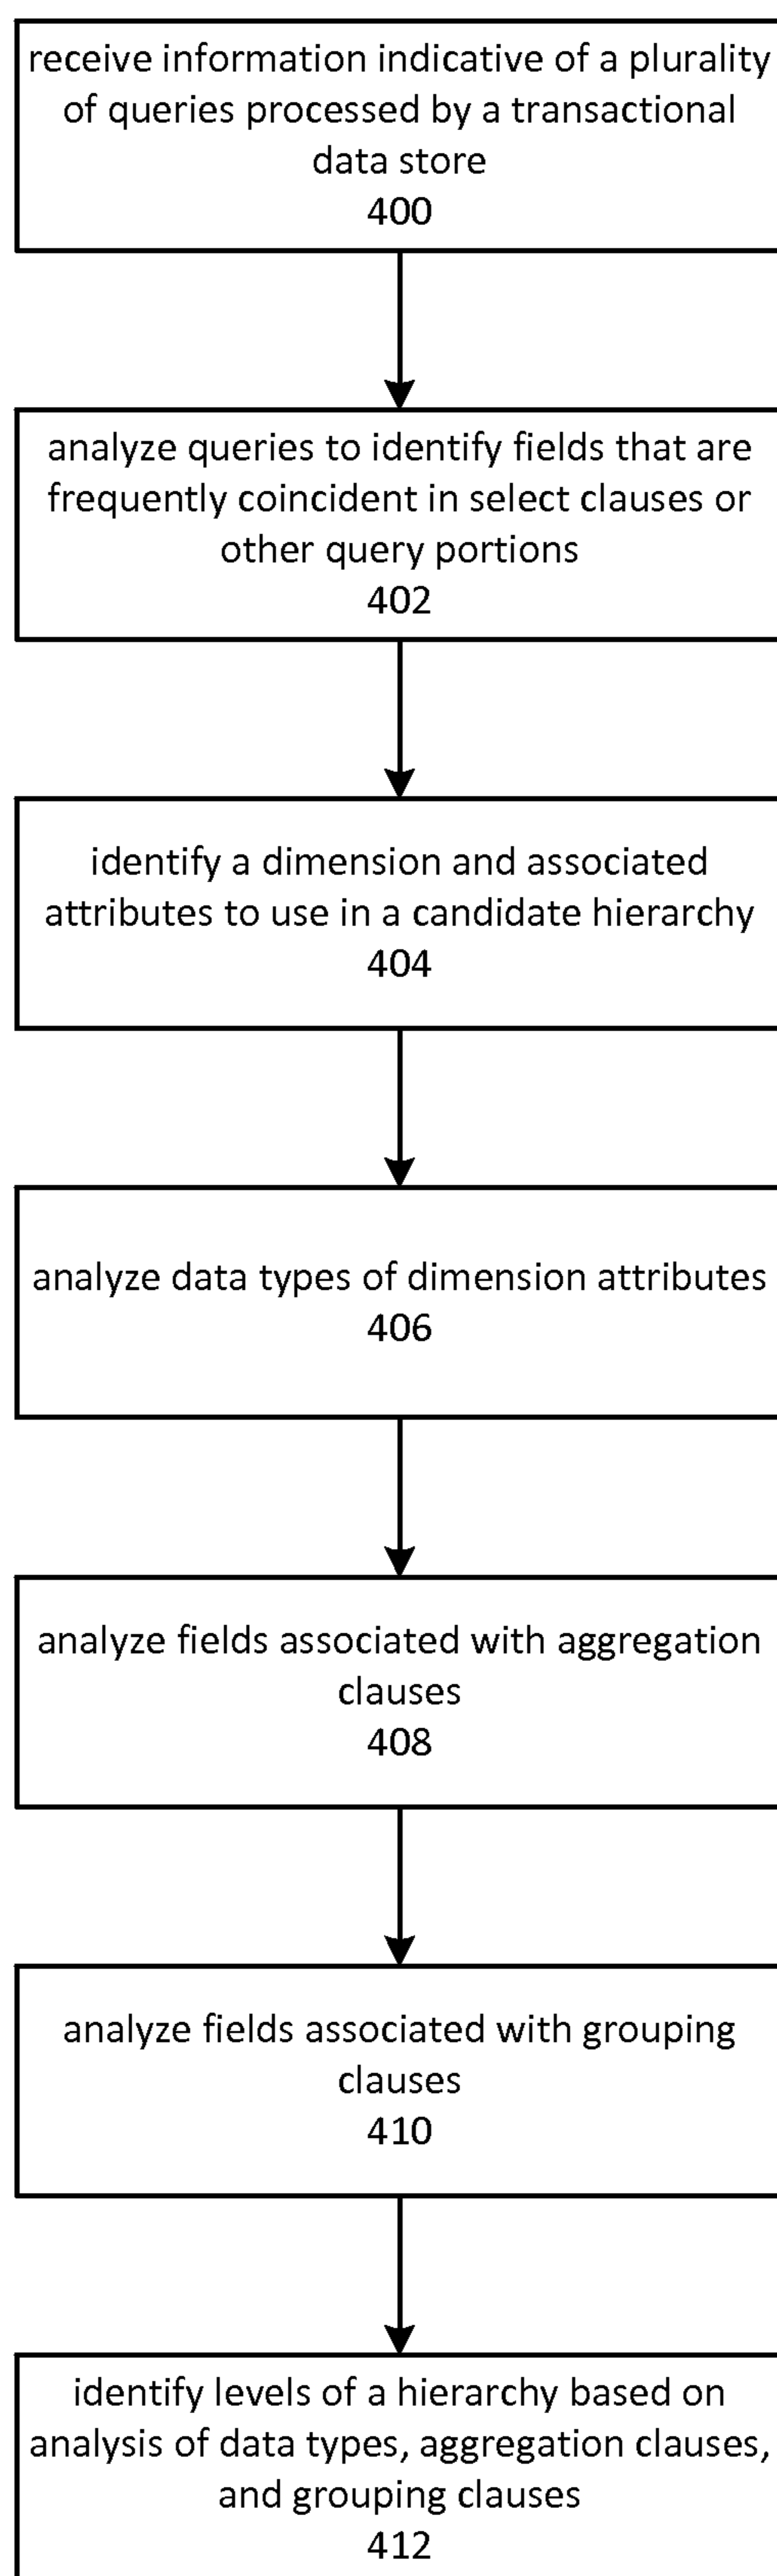 receive information indicative of a plurality
of queries processed by a transactional
data store
400
analyze queries to identify fields that are
frequently coincident in select clauses or
other query portions
402
identify a dimension and associated
attributes to use in a candidate hierarchy
404
analyze data types of dimension attributes
406
analyze fields associated with aggregation
clauses
408
analyze fields associated with grouping
clauses
410
identify levels of a hierarchy based on
analysis of data types, aggregation clauses,
and grouping clauses
412